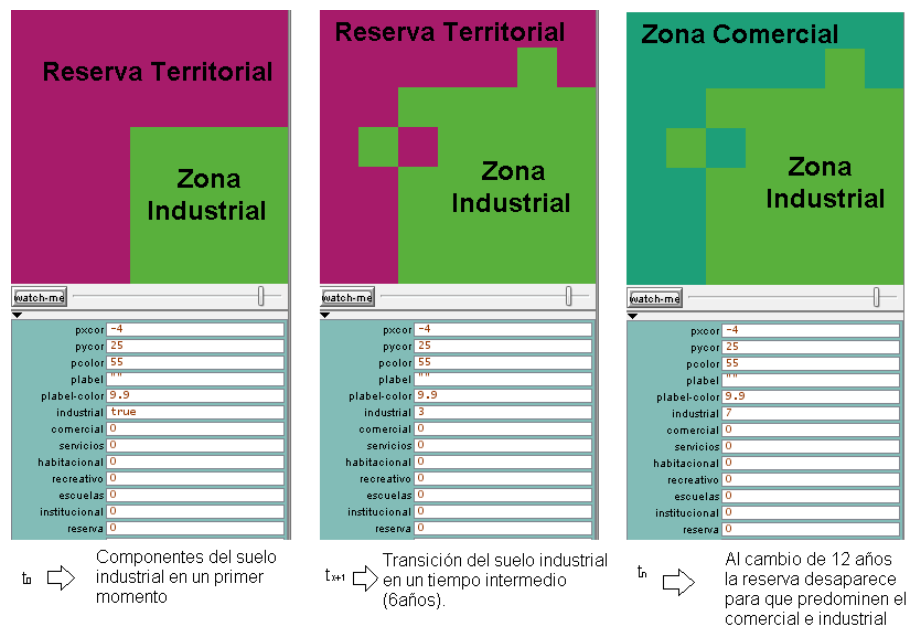 Reserva Territorial
Zona
Industrial
watch-me
pxcor -4
pycor 25
pcolor 55
plabel ""
plabel-color 9.9
industrial true
comercial 0
servicios 0
habitacional 0
recreativo 0
escuelas 0
institucional 0
reserva 0
t0
Componentes del suelo
industrial en un primer
momento
Reserva Territorial
Zona
Industrial
watch-me
pxcor -4
pycor 25
pcolor 55
plabel ""
plabel-color 9.9
industrial 3
comercial 0
servicios 0
habitacional 0
recreativo 0
escuelas 0
institucional 0
reserva 0
tx+1
Transición del suelo industrial
en un tiempo intermedio
(6años).
Zona Comercial
Zona
Industrial
watch-me
pxcor -4
pycor 25
pcolor 55
plabel ""
plabel-color 9.9
industrial 7
comercial 0
servicios 0
habitacional 0
recreativo 0
escuelas 0
institucional 0
reserva 0
tn
Al cambio de 12 años
la reserva desaparece
para que predominen el
comercial e industrial